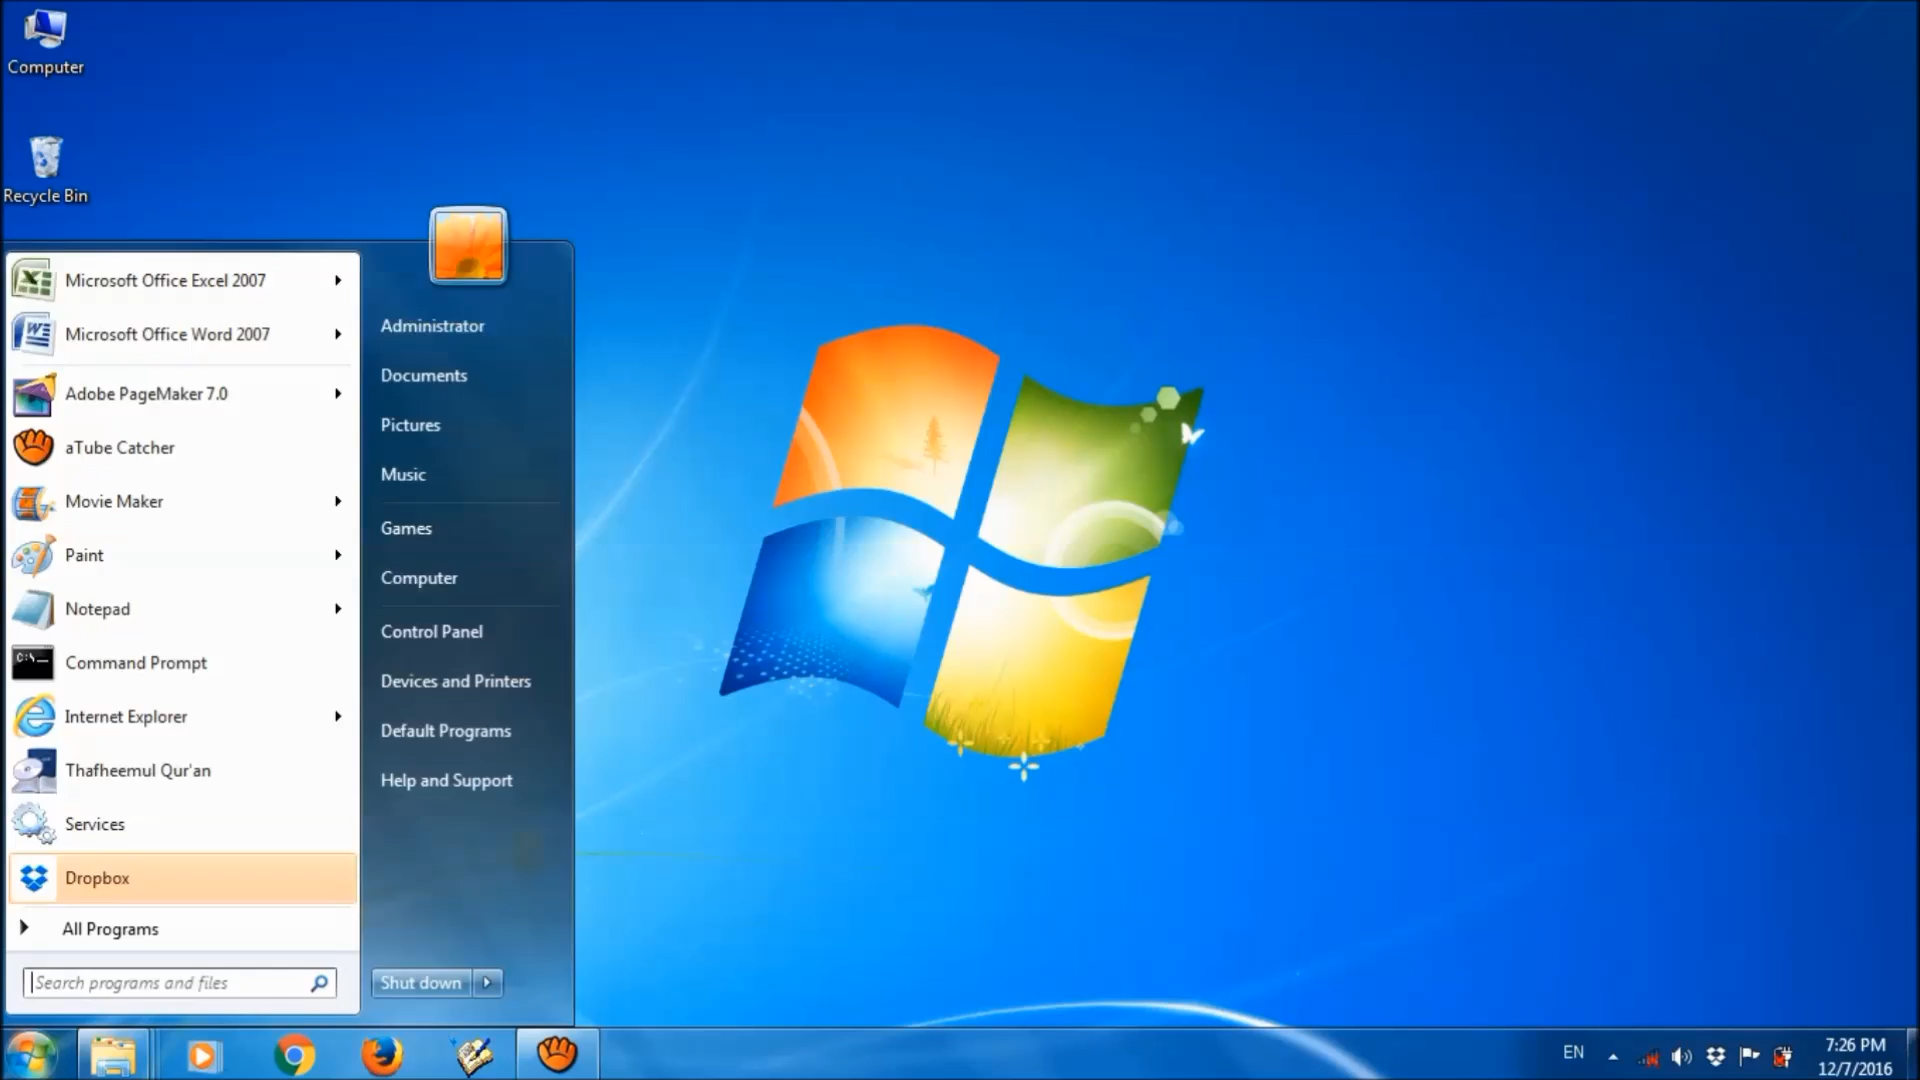 Computer
Recycle Bin
Microsoft Office Excel 2007
Microsoft Office Word 2007
Adobe PageMaker 7.0
aTube Catcher
Movie Maker
Paint
Notepad
Command Prompt
Internet Explorer
Thafheemul Qur'an
Services
Dropbox
All Programs
Search programs and files
Administrator
Documents
Pictures
Music
Games
Computer
Control Panel
Devices and Printers
Default Programs
Help and Support
Shut down
EN
7:26 PM
12/7/2016